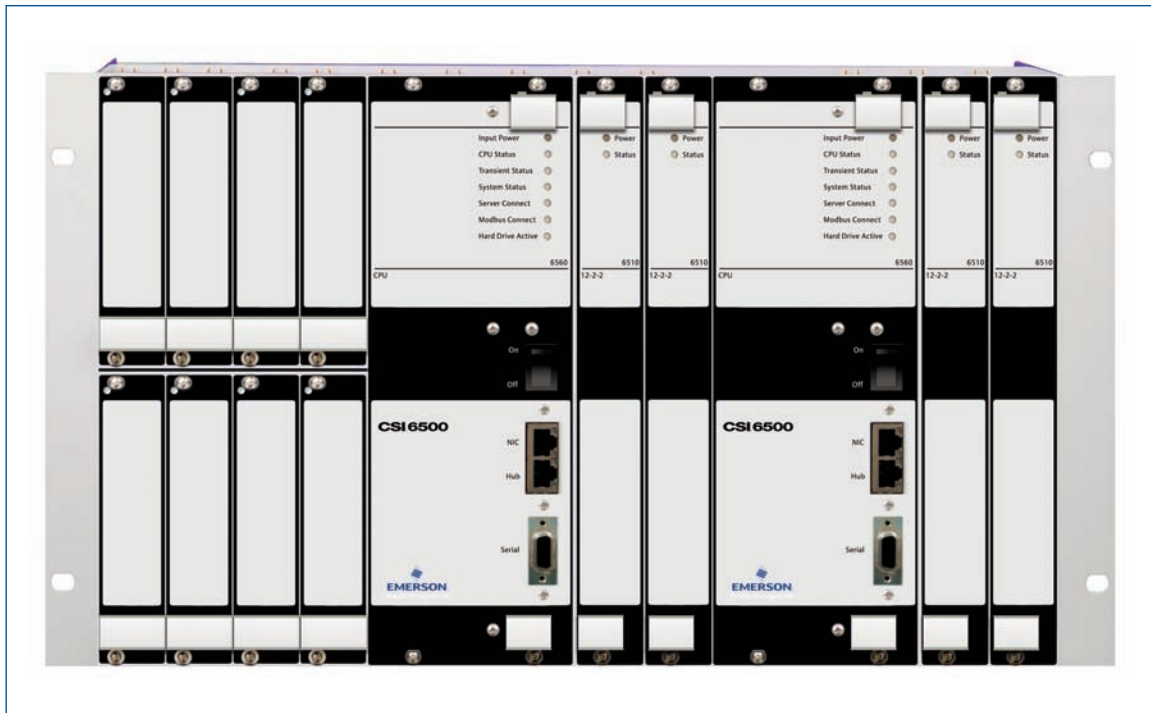 Input Power
CPU Status
Transient Status
System Status
Server Connect
Modbus Connect
Hard Drive Active
6560
CPU
On
Off
CSI 6500
NIC
Hub
Serial
EMERSON
Power
Status
6510
12-2-2
Power
Status
6510
12-2-2
Input Power
CPU Status
Transient Status
System Status
Server Connect
Modbus Connect
Hard Drive Active
6560
CPU
On
Off
CSI 6500
NIC
Hub
Serial
EMERSON
Power
Status
6510
12-2-2
Power
Status
6510
12-2-2